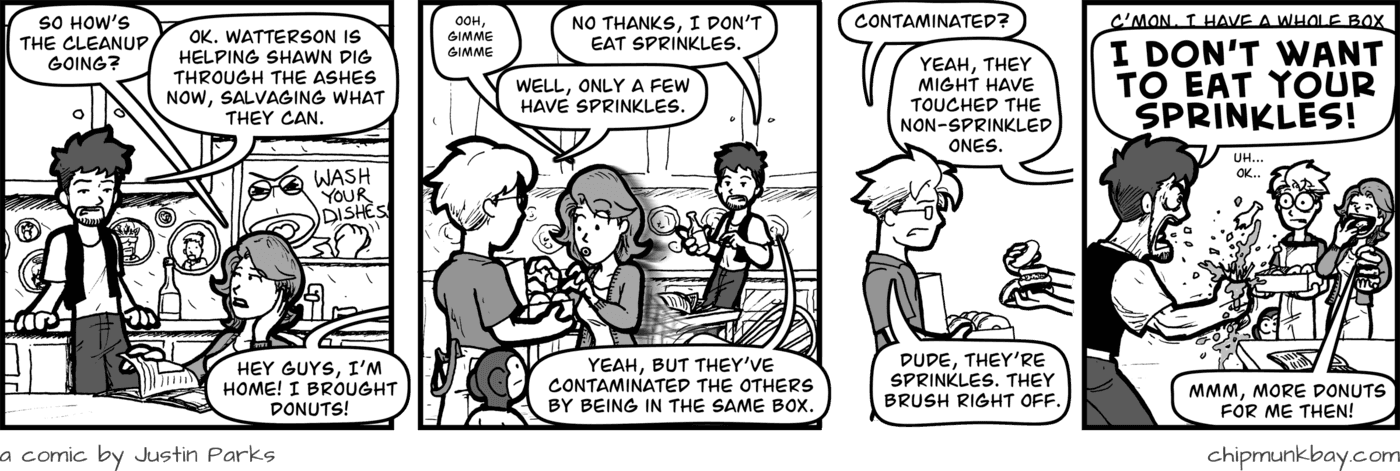 SO HOW'S
THE CLEANUP
GOING?
OK. WATTERSON IS
HELPING SHAWN DIG
THROUGH THE ASHES
NOW, SALVAGING WHAT
THEY CAN.
WASH
YOUR
DISHES
HEY GUYS, I'M
HOME! I BROUGHT
DONUTS!
OOH,
GIMME
GIMME
NO THANKS, I DON'T
EAT SPRINKLES.
WELL, ONLY A FEW
HAVE SPRINKLES.
YEAH, BUT THEY'VE
CONTAMINATED THE OTHERS
BY BEING IN THE SAME BOX.
CONTAMINATED?
YEAH, THEY
MIGHT HAVE
TOUCHED THE
NON-SPRINKLED
ONES.
DUDE, THEY'RE
SPRINKLES. THEY
BRUSH RIGHT OFF.
C'MON, I HAVE A WHOLE BOX
I DON'T WANT
TO EAT YOUR
SPRINKLES!
UH...
OK...
MMM, MORE DONUTS
FOR ME THEN!
a comic by Justin Parks
chipmunkbay.com